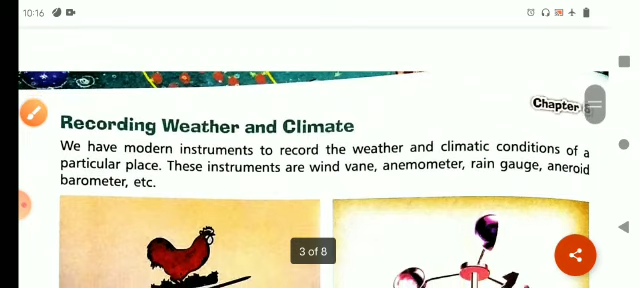 10:16
Chapter
Recording Weather and Climate
We have modern instruments to record the weather and climatic conditions of a
particular place. These instruments are wind vane, anemometer, rain gauge, aneroid
barometer, etc.
3 of 8